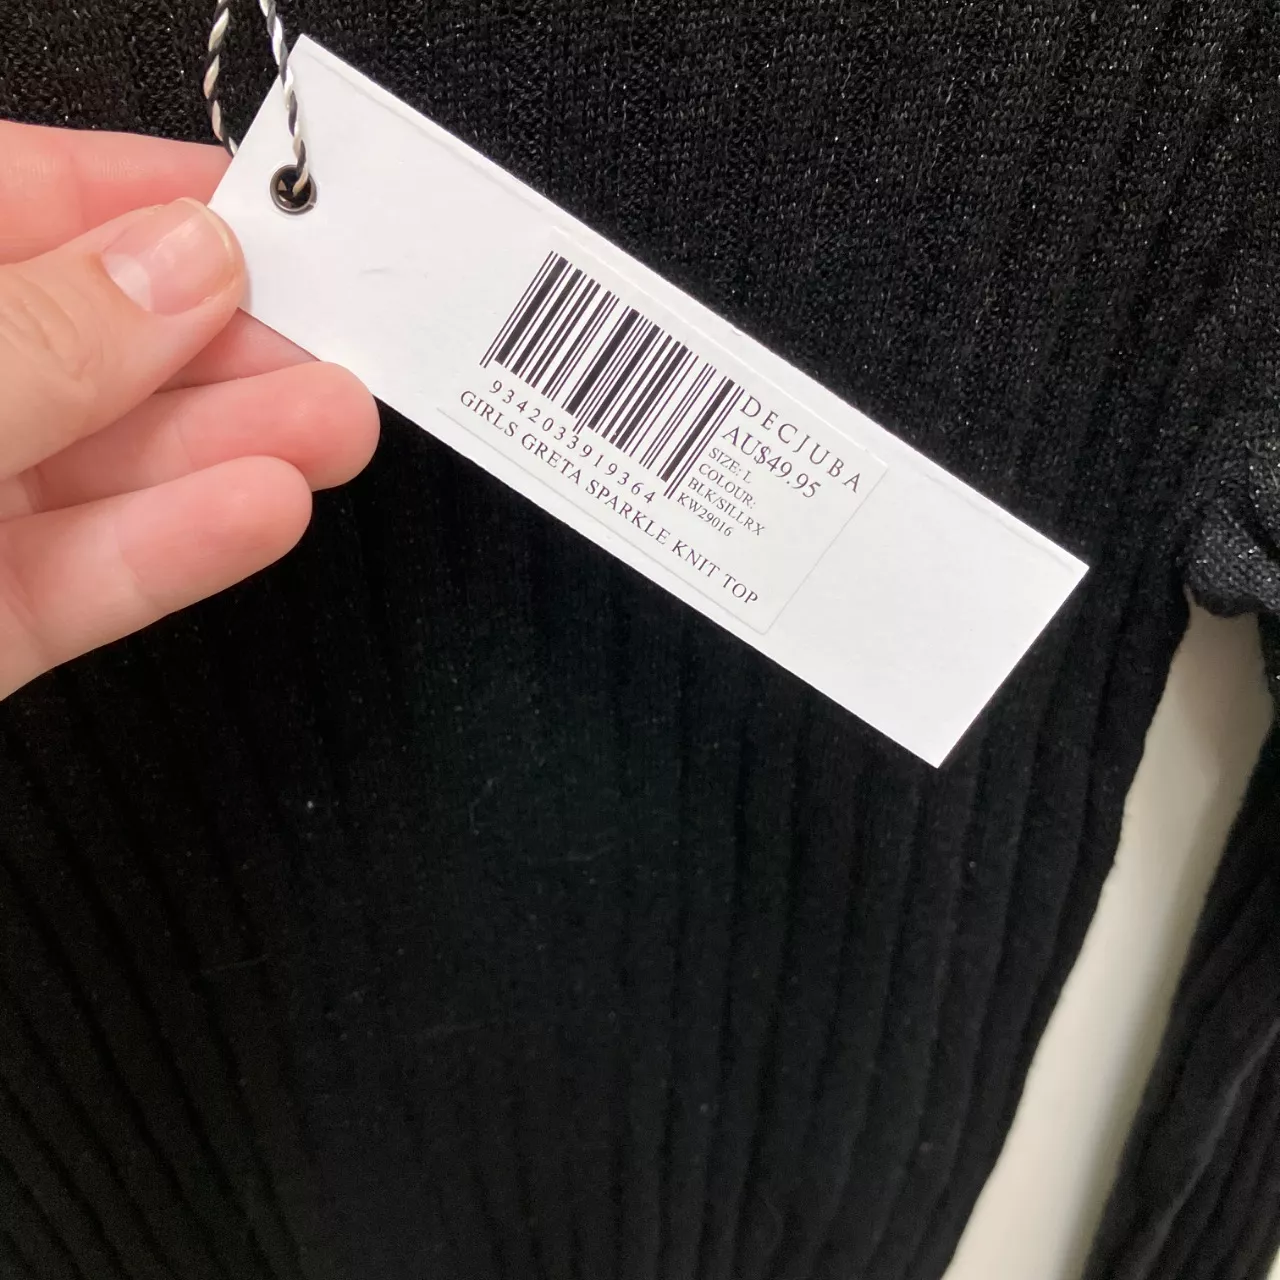 DECJUBA
AU$49.95
SIZE: L
COLOUR:
BLK/SILLRX
KW29016
9342033919364
GIRLS GRETA SPARKLE KNIT TOP